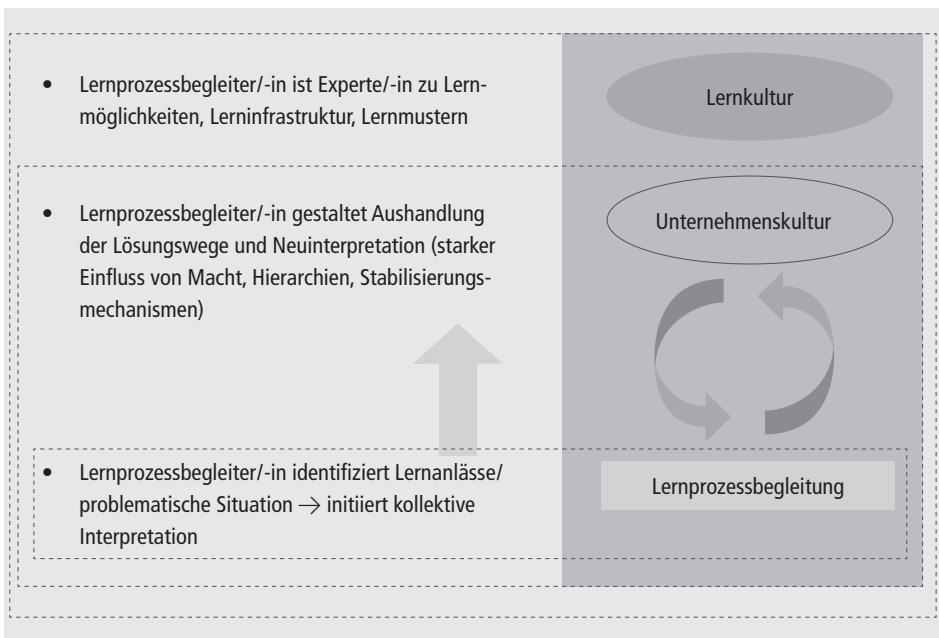 • Lernprozessbegleiter/-in ist Experte/-in zu Lern-
möglichkeiten, Lerninfrastruktur, Lernmustern
Lernkultur
• Lernprozessbegleiter/-in gestaltet Aushandlung
der Lösungswege und Neuinterpretation (starker
Einfluss von Macht, Hierarchien, Stabilisierungs-
mechanismen)
Unternehmenskultur
• Lernprozessbegleiter/-in identifiziert Lernanlässe/
problematische Situation → initiiert kollektive
Interpretation
Lernprozessbegleitung